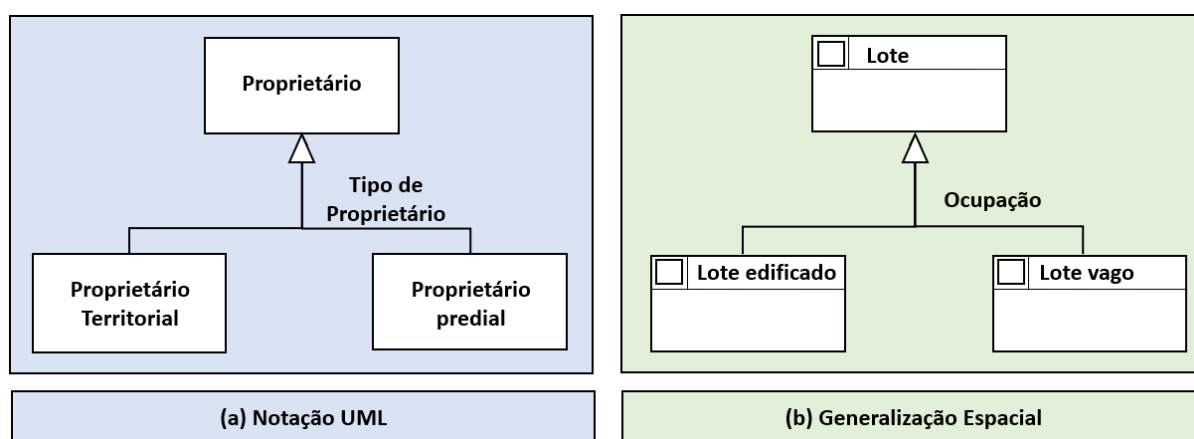 Proprietário
Tipo de
Proprietário
Proprietário
Territorial
Proprietário
predial
(a) Notação UML
Lote
Ocupação
Lote edificado
Lote vago
(b) Generalização Espacial